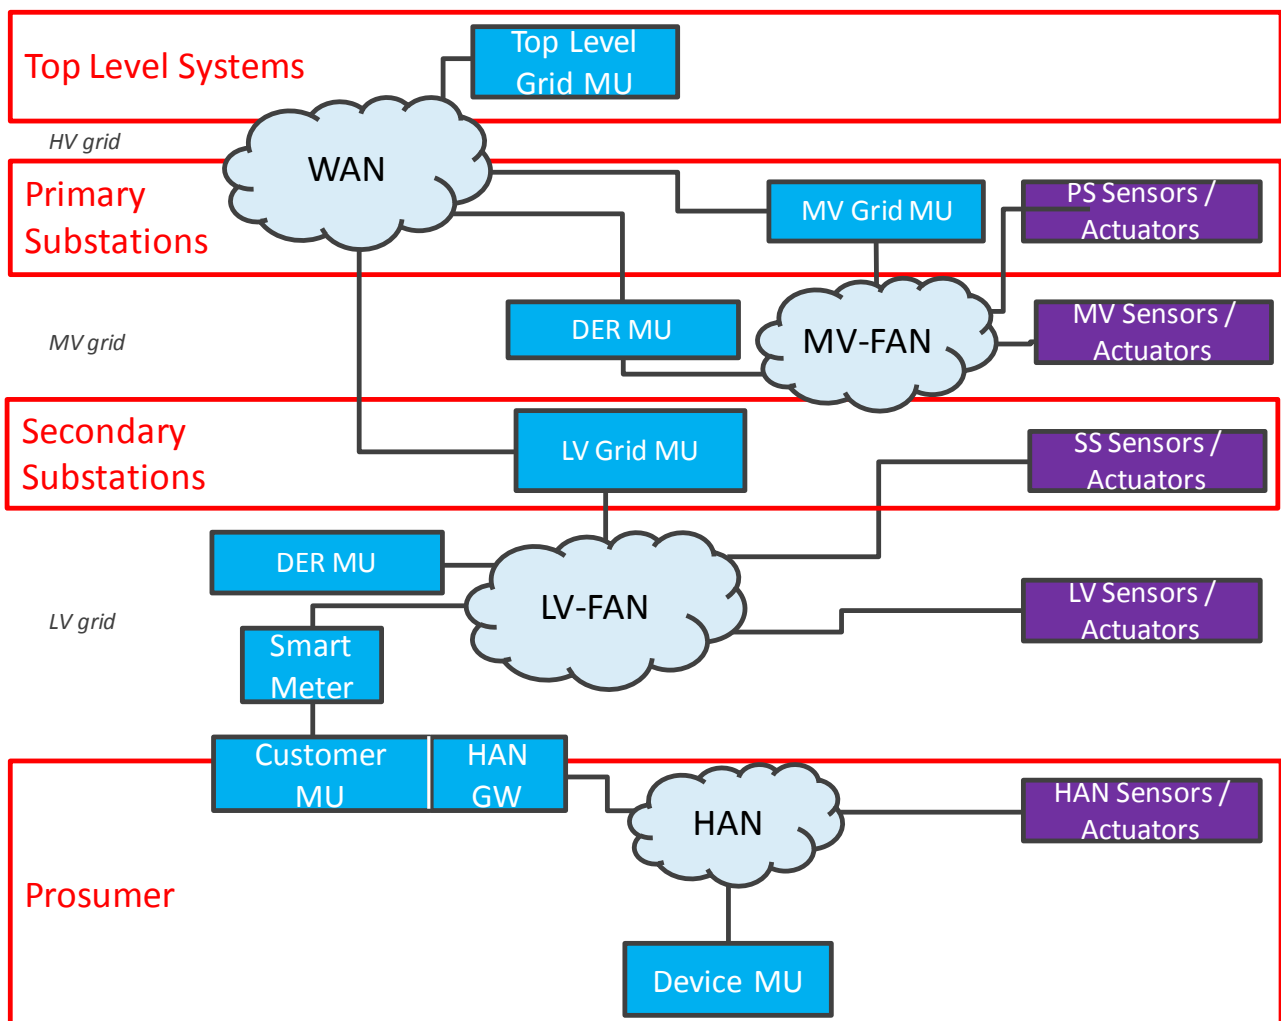 Top Level Systems
Top Level
Grid MU
HV grid
WAN
Primary
Substations
MV Grid MU
PS Sensors /
Actuators
MV grid
DER MU
MV-FAN
MV Sensors /
Actuators
Secondary
Substations
LV Grid MU
SS Sensors /
Actuators
DER MU
LV-FAN
LV Sensors /
Actuators
LV grid
Smart
Meter
Customer
MU
HAN
GW
HAN
HAN Sensors /
Actuators
Prosumer
Device MU